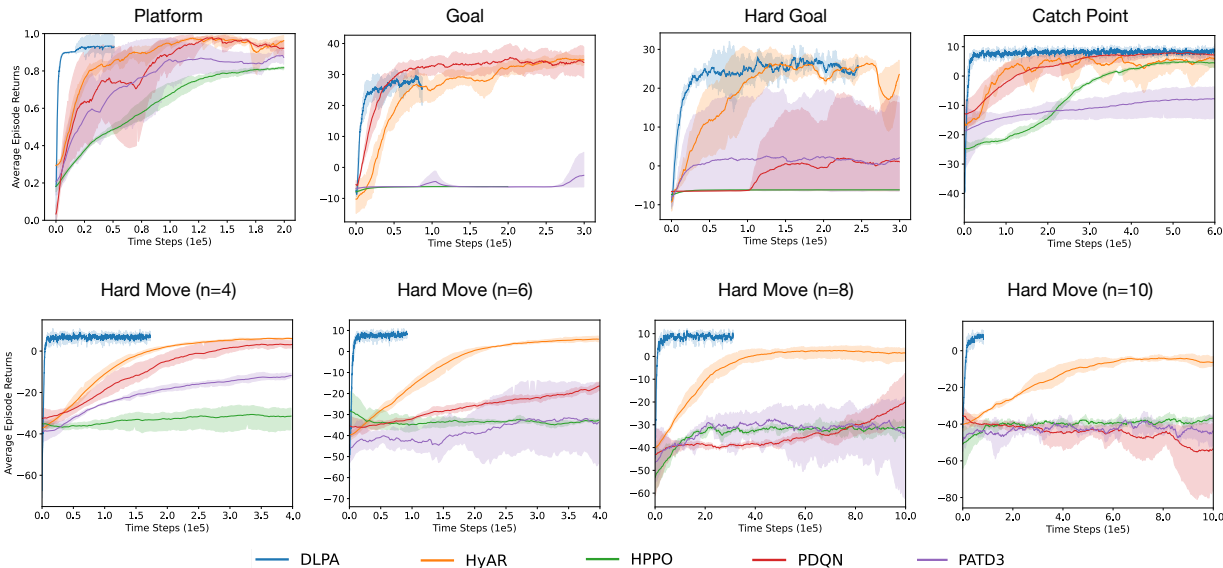 Platform
Goal
Hard Goal
Catch Point
Average Episode Returns
1.0
0.8
0.6
0.4
0.2
0.0
0.0 0.2 0.5 0.8 1.0 1.2 1.5 1.8 2.0
Time Steps (1e5)
40
30
20
10
0
−10
0.0 0.5 1.0 1.5 2.0 2.5 3.0
Time Steps (1e5)
30
20
10
0
−10
0.0 0.5 1.0 1.5 2.0 2.5 3.0
Time Steps (1e5)
10
0
−10
−20
−30
−40
0.0 1.0 2.0 3.0 4.0 5.0 6.0
Time Steps (1e5)
Hard Move (n=4)
Hard Move (n=6)
Hard Move (n=8)
Hard Move (n=10)
Average Episode Returns
0
−20
−40
−60
0.0 0.5 1.0 1.5 2.0 2.5 3.0 3.5 4.0
Time Steps (1e5)
10
0
−10
−20
−30
−40
−50
−60
−70
0.0 0.5 1.0 1.5 2.0 2.5 3.0 3.5 4.0
Time Steps (1e5)
10
0
−10
−20
−30
−40
−50
−60
0.0 2.0 4.0 6.0 8.0 10.0
Time Steps (1e5)
0
−20
−40
−60
−80
0.0 2.0 4.0 6.0 8.0 10.0
Time Steps (1e5)
DLPA HyAR HPPO PDQN PATD3